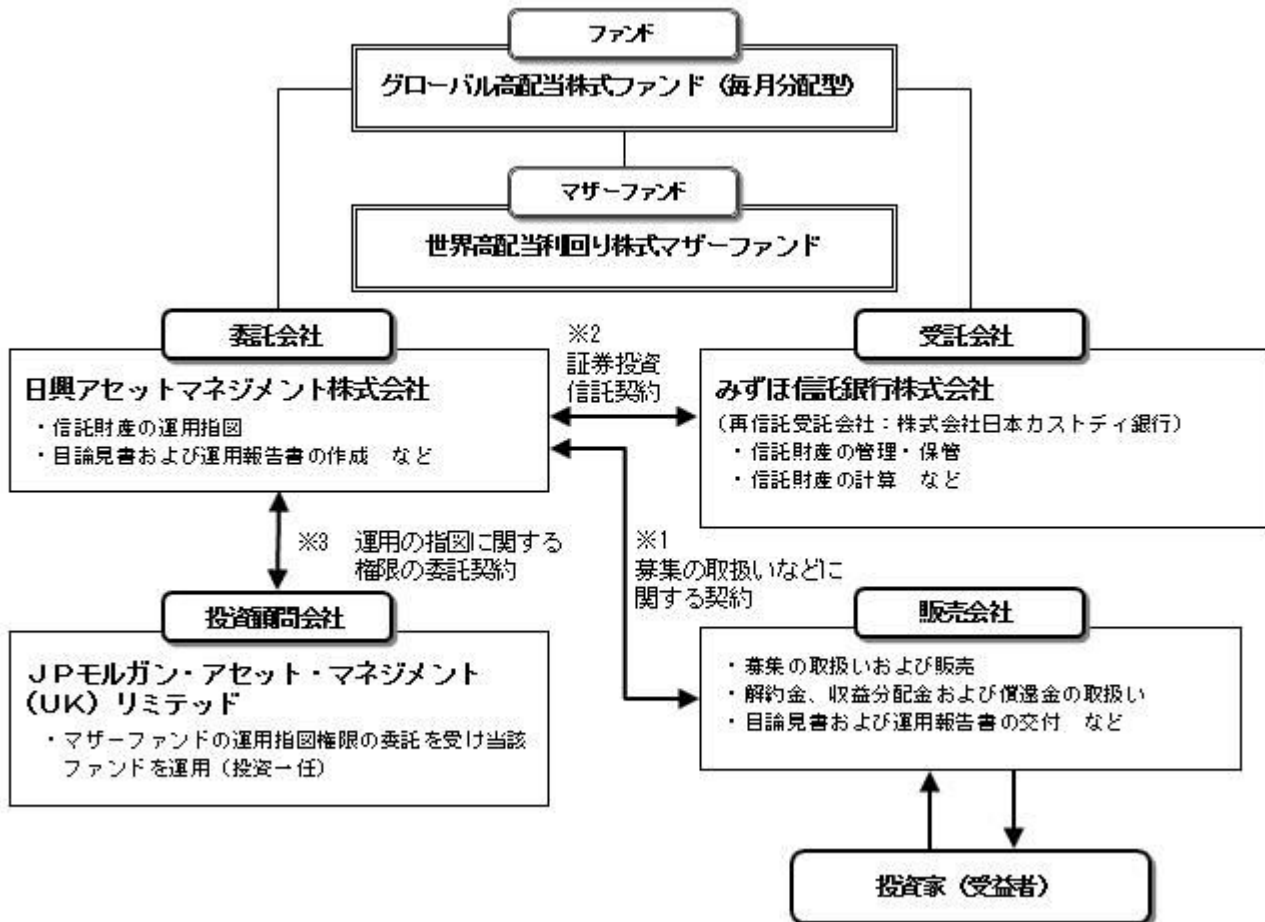 ファンド
グローバル高配当株式ファンド（毎月分配型）
マザーファンド
世界高配当利回り株式マザーファンド
委託会社
日興アセットマネジメント株式会社
・信託財産の運用指図
・目論見書および運用報告書の作成　など
※2
証券投資
信託契約
受託会社
みずほ信託銀行株式会社
（再信託受託会社：株式会社日本カストディ銀行）
・信託財産の管理・保管
・信託財産の計算　など
※3　運用の指図に関する
権限の委託契約
※1
募集の取扱いなどに
関する契約
投資顧問会社
ＪＰモルガン・アセット・マネジメント
（UK）リミテッド
・マザーファンドの運用指図権限の委託を受け当該
ファンドを運用（投資一任）
販売会社
・募集の取扱いおよび販売
・解約金、収益分配金および償還金の取扱い
・目論見書および運用報告書の交付　など
投資家（受益者）